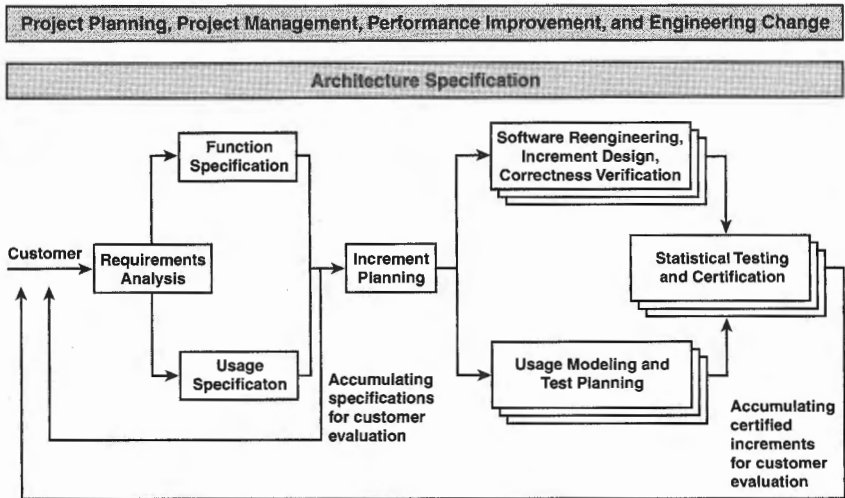 Project Planning, Project Management, Performance Improvement, and Engineering Change
Architecture Specification
Function
Specification
Software Reengineering,
Increment Design,
Correctness Verification
Customer
Requirements
Analysis
Increment
Planning
Statistical Testing
and Certification
Usage
Specificaton
Accumulating
specifications
for customer
evaluation
Usage Modeling and
Test Planning
Accumulating
certified
increments
for customer
evaluation